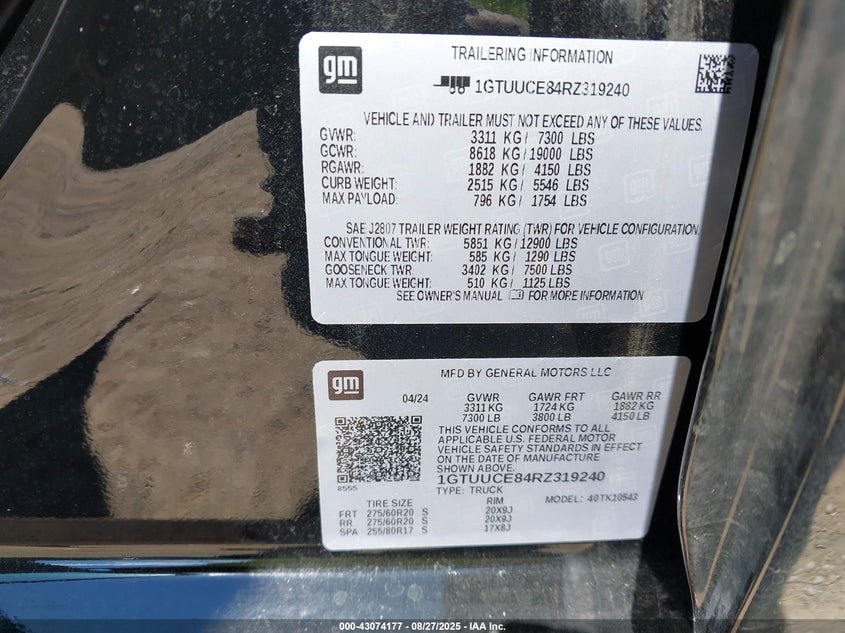 gm
TRAILERING INFORMATION
1GTUUCE84RZ319240
VEHICLE AND TRAILER MUST NOT EXCEED ANY OF THESE VALUES.
GVWR: 3311 KG / 7300 LBS
GCWR: 8618 KG / 19000 LBS
RGAWR: 1882 KG / 4150 LBS
CURB WEIGHT: 2515 KG / 5546 LBS
MAX PAYLOAD: 796 KG / 1754 LBS
SAE J2807 TRAILER WEIGHT RATING (TWR) FOR VEHICLE CONFIGURATION.
CONVENTIONAL TWR: 5851 KG / 12900 LBS
MAX TONGUE WEIGHT: 585 KG / 1290 LBS
GOOSENECK TWR 3402 KG / 7500 LBS
MAX TONGUE WEIGHT: 510 KG / 1125 LBS
SEE OWNER'S MANUAL FOR MORE INFORMATION
gm
MFD BY GENERAL MOTORS LLC
04/24 GVWR GAWR FRT GAWR RR
3311 KG 1724 KG 1882 KG
7300 LB 3800 LB 4150 LB
THIS VEHICLE CONFORMS TO ALL
APPLICABLE U.S. FEDERAL MOTOR
VEHICLE SAFETY STANDARDS IN EFFECT
ON THE DATE OF MANUFACTURE
SHOWN ABOVE.
1GTUUCE84RZ319240
8555
TYPE: TRUCK MODEL: 40TK10543
TIRE SIZE RIM
FRT 275/60R20 S 20X9J
RR 275/60R20 S 20X9J
SPA 255/80R17 S 17X8J
000-43074177 - 08/27/2025 - IAA Inc.